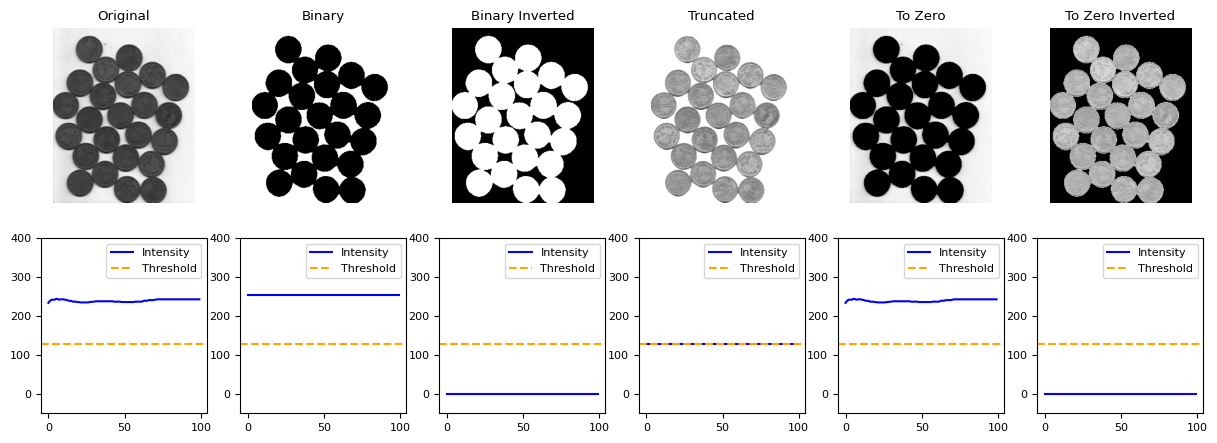 Original Binary Binary Inverted Truncated To Zero To Zero Inverted
400 400 400 400 400 400
Intensity Intensity Intensity Intensity Intensity Intensity
Threshold Threshold Threshold Threshold Threshold Threshold
300 300 300 300 300 300
200 200 200 200 200 200
100 100 100 100 100 100
0 0 0 0 0 0
0 50 100 0 50 100 0 50 100 0 50 100 0 50 100 0 50 100